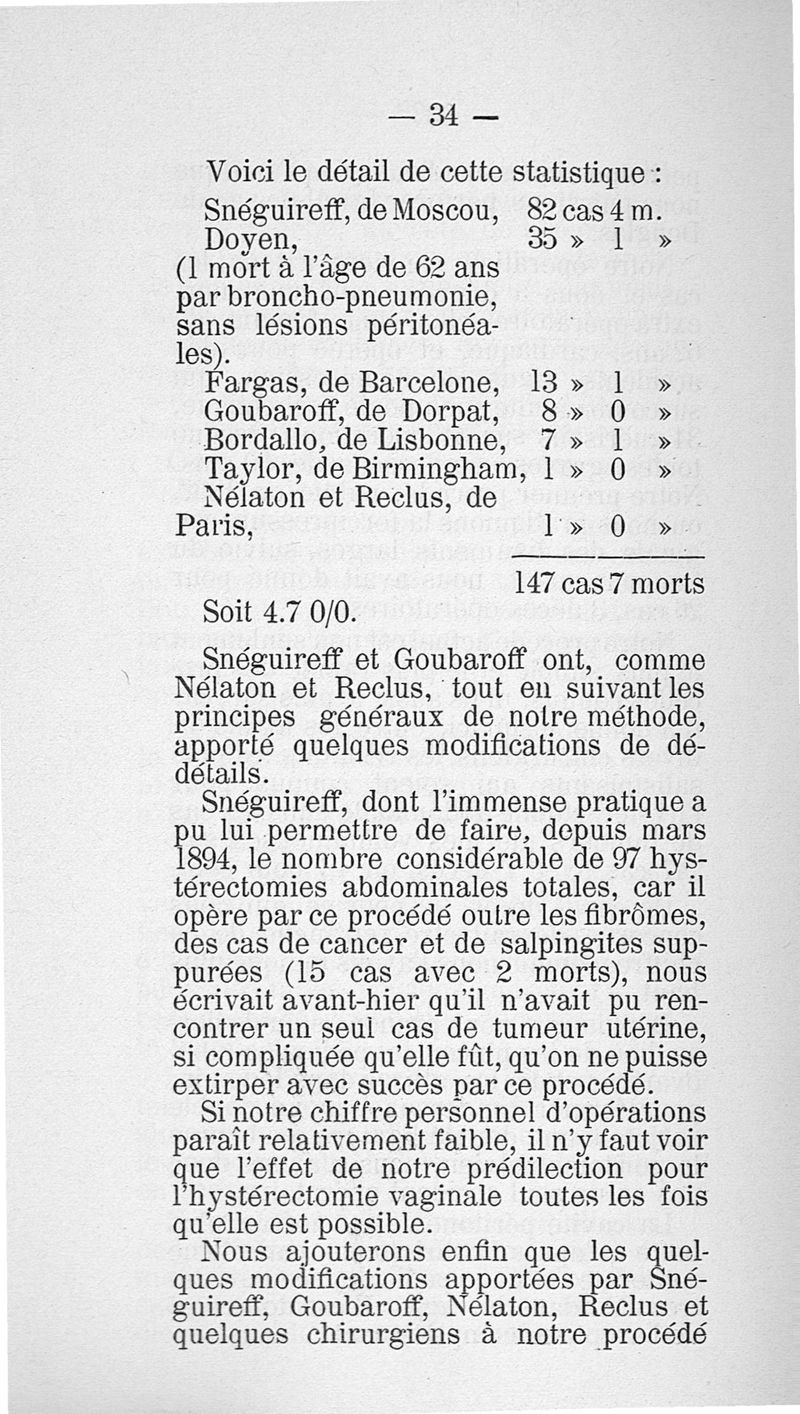 — 34 —
Voici le détail de cette statistique :
Snéguireff, de Moscou, 82 cas 4 m.
Doyen, 35 » 1 »
(1 mort à l'âge de 62 ans
par broncho-pneumonie,
sans lésions péritonéa-
les).
Fargas, de Barcelone, 13 » 1 »
Goubaroff, de Dorpat, 8 » 0 »
Bordallo, de Lisbonne, 7 » 1 »
Taylor, de Birmingham, 1 » 0 »
Nélaton et Reclus, de
Paris, 1 » 0 »
147 cas 7 morts
Soit 4.7 0/0.
Snéguireff et Goubaroff ont, comme
Nélaton et Reclus, tout en suivant les
principes généraux de notre méthode,
apporté quelques modifications de dé-
détails.
Snéguireff, dont l'immense pratique a
pu lui permettre de faire, depuis mars
1894, le nombre considérable de 97 hys-
térectomies abdominales totales, car il
opère par ce procédé outre les fibrômes,
des cas de cancer et de salpingites sup-
purées (15 cas avec 2 morts), nous
écrivait avant-hier qu'il n'avait pu ren-
contrer un seul cas de tumeur utérine,
si compliquée qu'elle fût, qu'on ne puisse
extirper avec succès par ce procédé.
Si notre chiffre personnel d'opérations
paraît relativement faible, il n'y faut voir
que l'effet de notre prédilection pour
l'hystérectomie vaginale toutes les fois
qu'elle est possible.
Nous ajouterons enfin que les quel-
ques modifications apportées par Sné-
guireff, Goubaroff, Nélaton, Reclus et
quelques chirurgiens à notre procédé